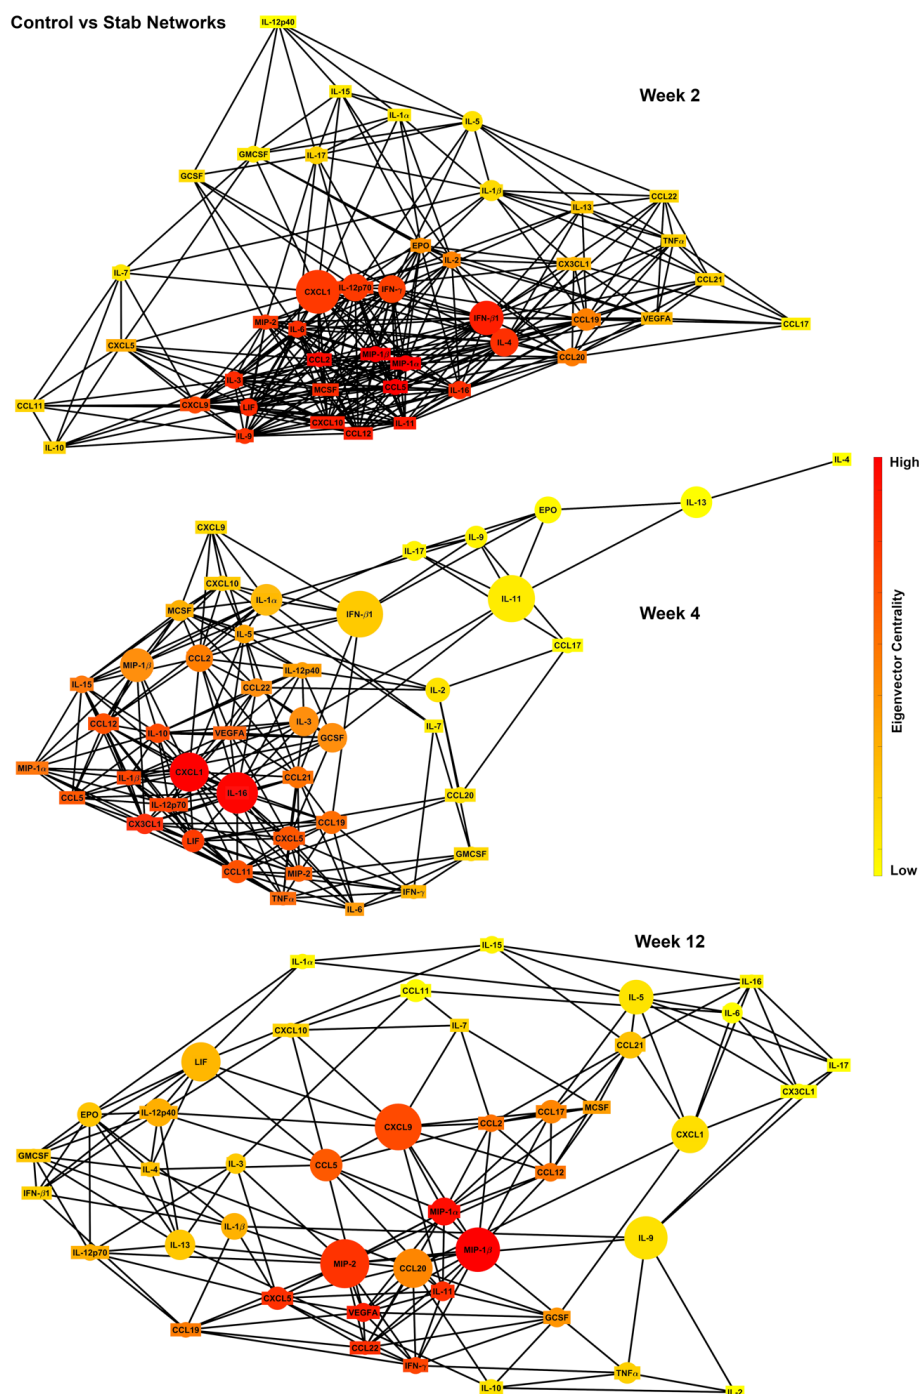 Control vs Stab Networks
IL-12p40
Week 2
IL-15
IL-1α
IL-5
GMCSF
IL-17
GCSF
IL-1β
CCL22
IL-13
TNFα
EPO
IL-2
CX3CL1
IL-7
CCL21
CXCL1
IL-12p70
IFN-γ
MIP-2
IL-6
IFN-β1
CCL19
VEGFA
CCL17
CXCL5
IL-4
CCL2
MIP-1β
MIP-1α
CCL20
IL-3
MCSF
CCL5
IL-16
CCL11
CXCL9
LIF
CXCL10
IL-11
IL-10
IL-9
CCL12
IL-4
High
IL-13
EPO
CXCL9
IL-9
IL-17
CXCL10
IL-1α
IL-11
MCSF
IFN-β1
Week 4
IL-5
CCL17
CCL2
MIP-1β
IL-12p40
IL-15
CCL22
IL-2
CCL12
IL-10
VEGFA
IL-3
GCSF
IL-7
MIP-1α
IL-1β
CXCL1
CCL21
CCL5
IL-12p70
IL-16
CCL20
CX3CL1
LIF
CXCL5
CCL19
GMCSF
CCL11
MIP-2
TNFα
IL-6
IFN-γ
Eigenvector Centrality
Low
Week 12
IL-15
IL-1α
CCL11
IL-5
IL-16
IL-6
CXCL10
IL-7
CCL21
LIF
IL-17
CX3CL1
EPO
IL-12p40
CXCL9
CCL2
CCL17
MCSF
CXCL1
GMCSF
IL-4
IL-3
CCL5
CCL12
IFN-β1
MIP-1α
IL-12p70
IL-13
IL-1β
MIP-1β
IL-9
MIP-2
CCL20
CXCL5
VEGFA
IL-11
CCL19
CCL22
GCSF
IFN-γ
IL-10
TNFα
IL-2